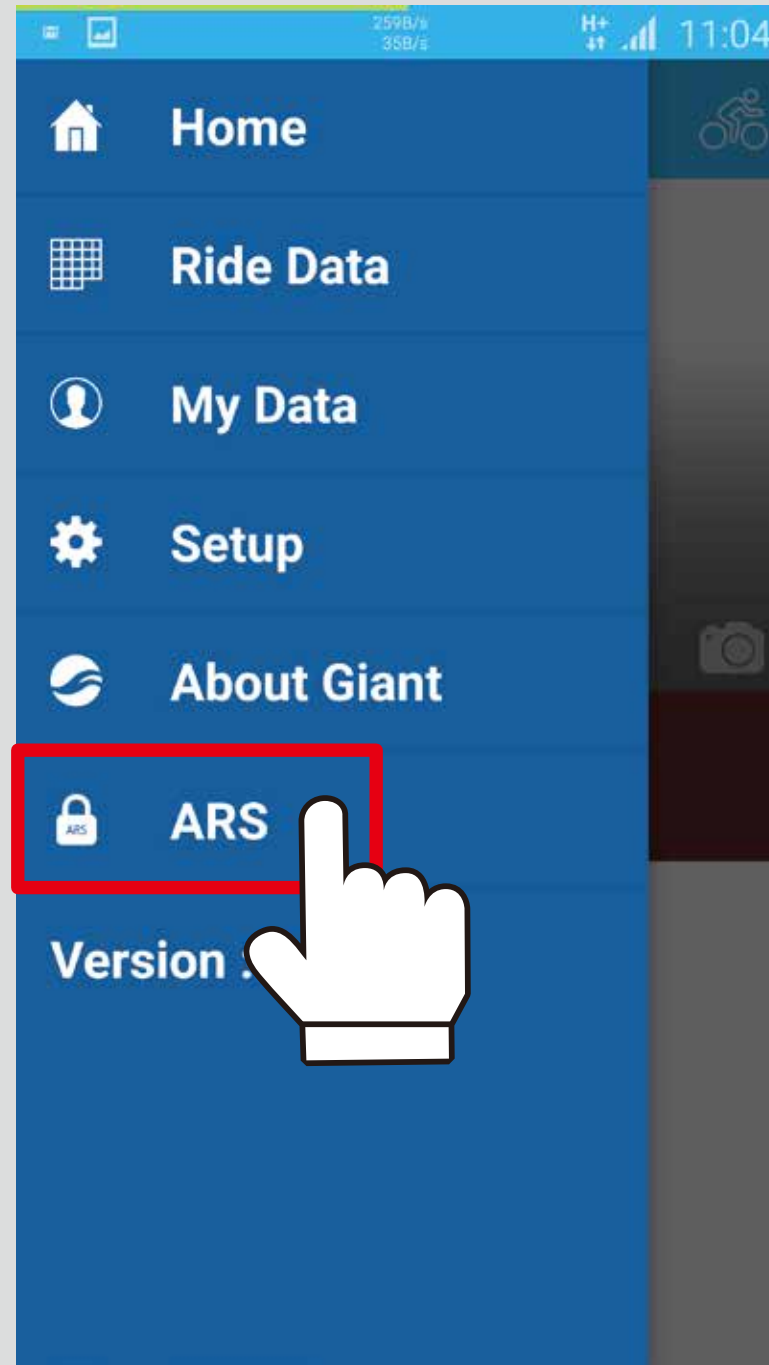 259B/s
35B/s
H+
11:04
Home
Ride Data
My Data
Setup
About Giant
ARS
ARS
Version :